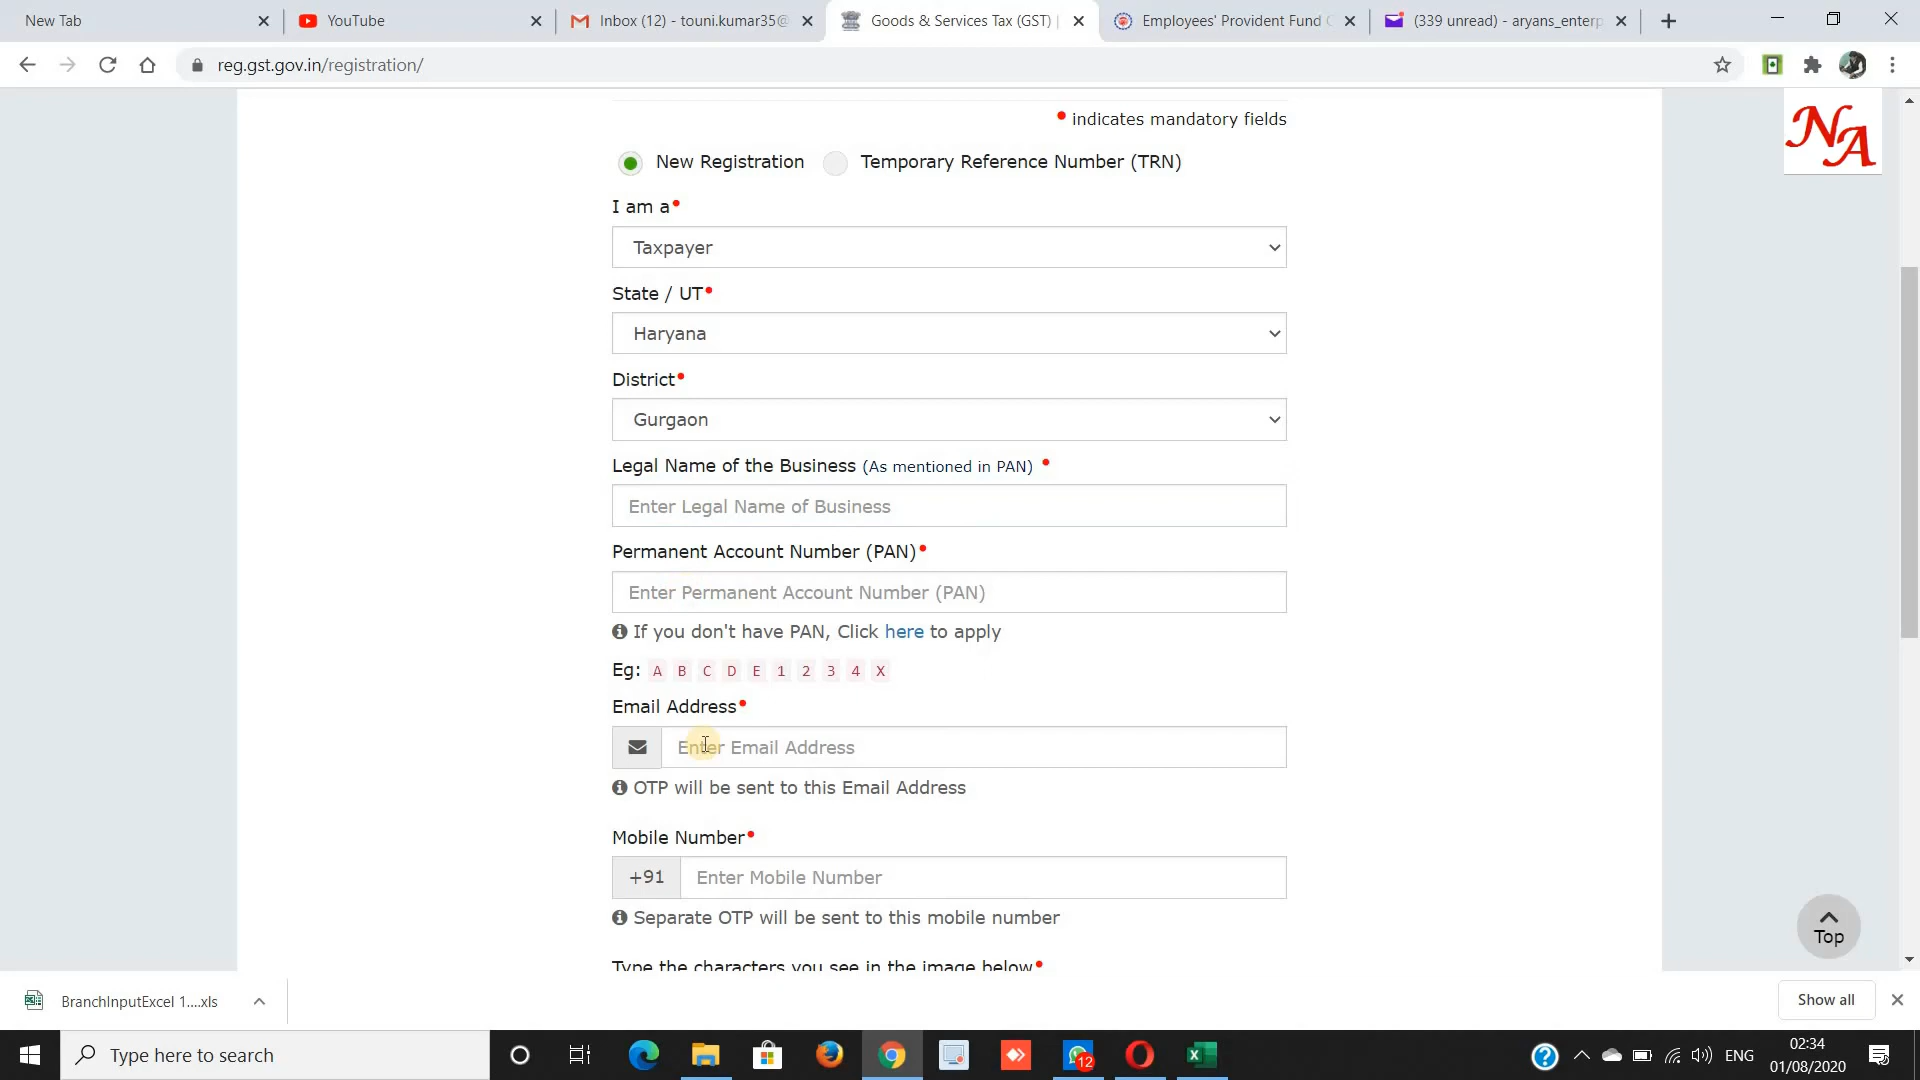 New Tab
YouTube
Inbox (12) - touni.kumar35@
Goods & Services Tax (GST) |
Employees' Provident Fund
(339 unread) - aryans_enterp
reg.gst.gov.in/registration/
NA
• indicates mandatory fields
New Registration
Temporary Reference Number (TRN)
I am a•
Taxpayer
State / UT•
Haryana
District•
Gurgaon
Legal Name of the Business (As mentioned in PAN) •
Enter Legal Name of Business
Permanent Account Number (PAN)•
Enter Permanent Account Number (PAN)
If you don't have PAN, Click here to apply
Eg: A B C D E 1 2 3 4 X
Email Address•
Enter Email Address
OTP will be sent to this Email Address
Mobile Number•
+91 Enter Mobile Number
Separate OTP will be sent to this mobile number
Type the characters you see in the image below•
Top
BranchInputExcel 1....xls
Show all
Type here to search
12
ENG
02:34
01/08/2020